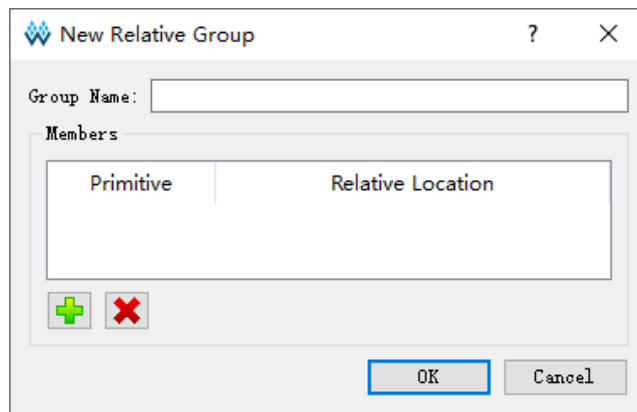 New Relative Group ?
Group Name:
Members
Primitive Relative Location
OK Cancel